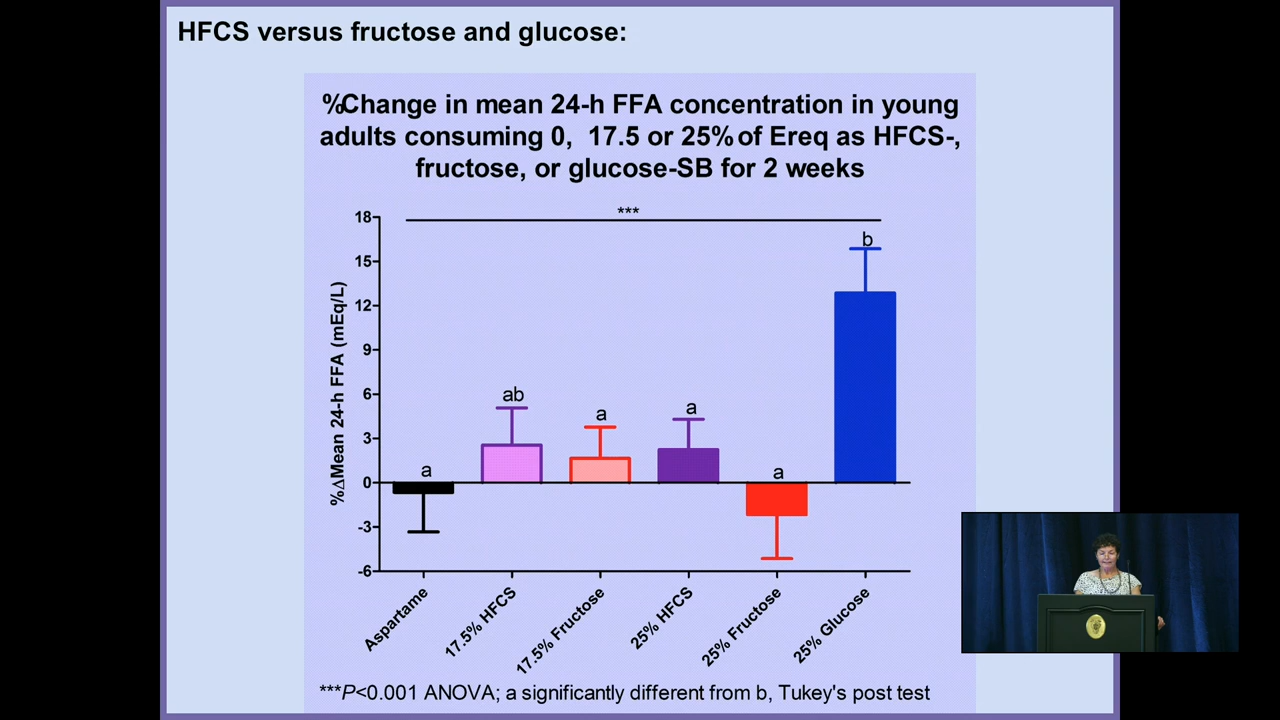 HFCS versus fructose and glucose:
%Change in mean 24-h FFA concentration in young
adults consuming 0, 17.5 or 25% of Ereq as HFCS-,
fructose, or glucose-SB for 2 weeks
***
18
15
12
9
6
3
0
-3
-6
%ΔMean 24-h FFA (mEq/L)
a
ab
a
a
a
b
Aspartame
17.5% HFCS
17.5% Fructose
25% HFCS
25% Fructose
25% Glucose
***P<0.001 ANOVA; a significantly different from b, Tukey's post test